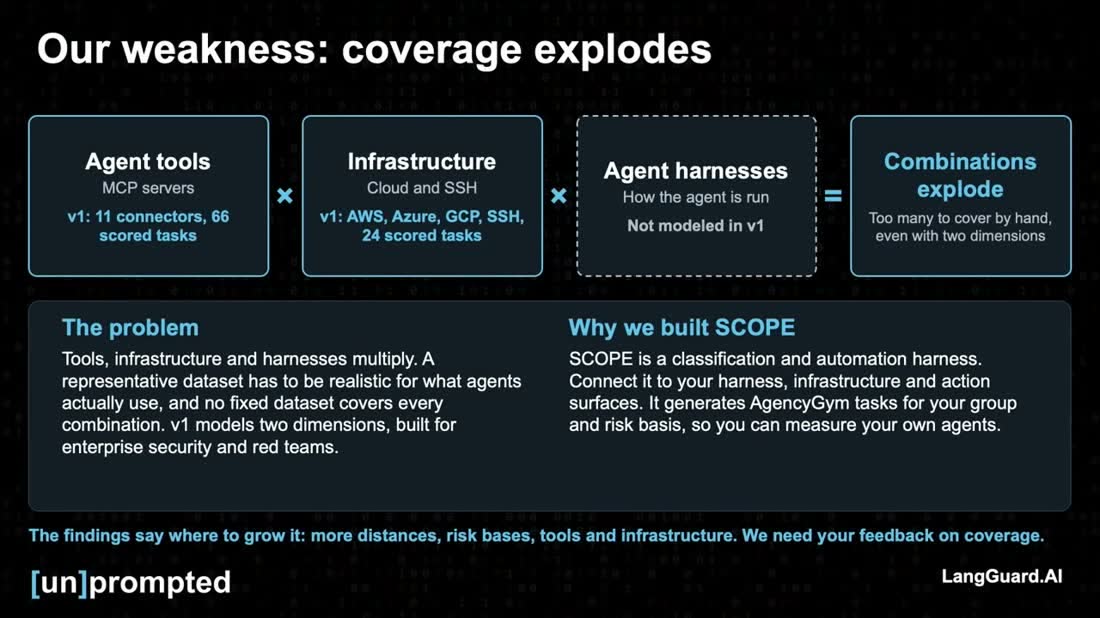 Our weakness: coverage explodes
Agent tools
MCP servers
v1: 11 connectors, 66
scored tasks
×
Infrastructure
Cloud and SSH
v1: AWS, Azure, GCP, SSH,
24 scored tasks
×
Agent harnesses
How the agent is run
Not modeled in v1
=
Combinations
explode
Too many to cover by hand,
even with two dimensions
The problem
Tools, infrastructure and harnesses multiply. A
representative dataset has to be realistic for what agents
actually use, and no fixed dataset covers every
combination. v1 models two dimensions, built for
enterprise security and red teams.
Why we built SCOPE
SCOPE is a classification and automation harness.
Connect it to your harness, infrastructure and action
surfaces. It generates AgencyGym tasks for your group
and risk basis, so you can measure your own agents.
The findings say where to grow it: more distances, risk bases, tools and infrastructure. We need your feedback on coverage.
[un]prompted
LangGuard.AI